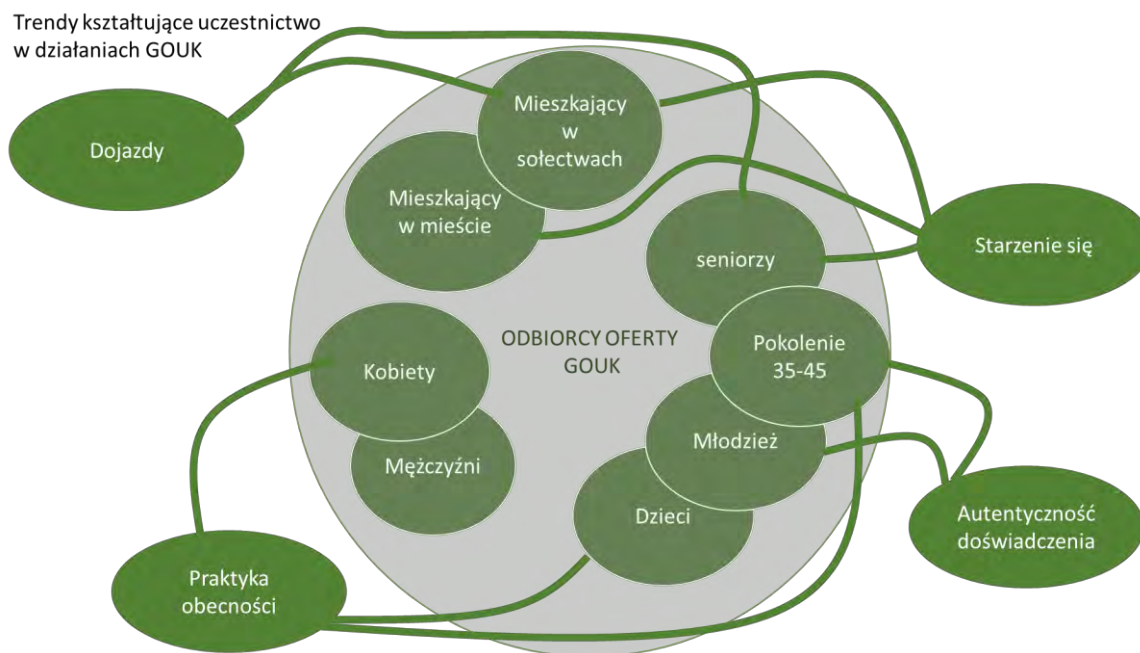 Trendy kształtujące uczestnictwo
w działaniach GOUK
Dojazdy
Mieszkający
w
sołectwach
Mieszkający
w mieście
seniorzy
Starzenie się
ODBIORCY OFERTY
GOUK
Pokolenie
35-45
Kobiety
Młodzież
Mężczyźni
Dzieci
Autentyczność
doświadczenia
Praktyka
obecności